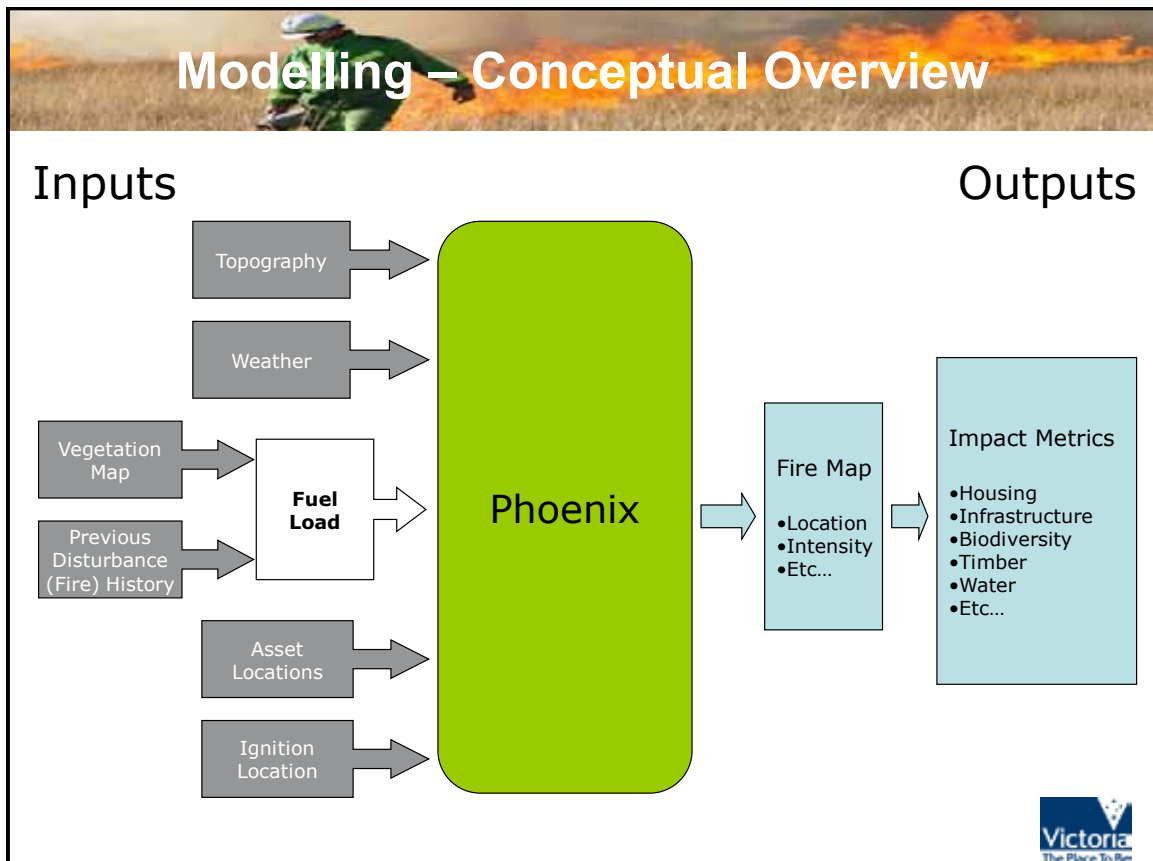 Modelling – Conceptual Overview
Inputs
Outputs
Topography
Weather
Vegetation
Map
Previous
Disturbance
(Fire) History
Fuel
Load
Asset
Locations
Ignition
Location
Phoenix
Fire Map
•Location
•Intensity
•Etc…
Impact Metrics
•Housing
•Infrastructure
•Biodiversity
•Timber
•Water
•Etc…
Victoria
The Place To Be